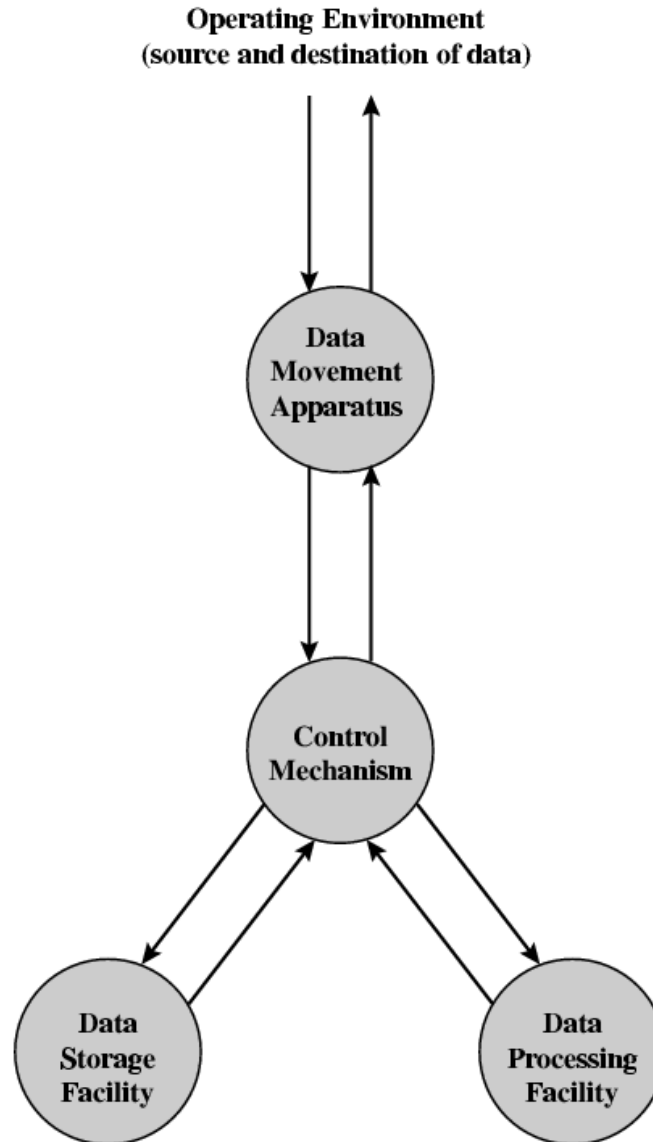 Operating Environment
(source and destination of data)
Data
Movement
Apparatus
Control
Mechanism
Data
Storage
Facility
Data
Processing
Facility